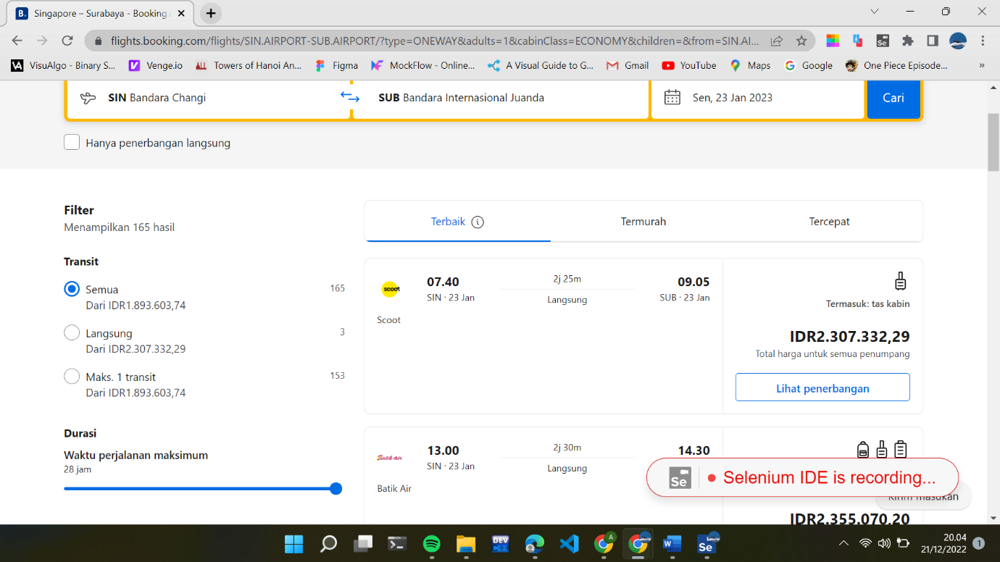 Singapore – Surabaya - Booking.
flights.booking.com/flights/SIN.AIRPORT-SUB.AIRPORT/?type=ONEWAY&adults=1&cabinClass=ECONOMY&children=&from=SIN.AI...
VisuAlgo - Binary S...
Venge.io
Towers of Hanoi An...
Figma
MockFlow - Online...
A Visual Guide to G...
Gmail
YouTube
Maps
Google
One Piece Episode...
»
SIN Bandara Changi
SUB Bandara Internasional Juanda
Sen, 23 Jan 2023
Cari
Hanya penerbangan langsung
Filter
Menampilkan 165 hasil
Transit
Semua
165
Dari IDR1.893.603,74
Langsung
3
Dari IDR2.307.332,29
Maks. 1 transit
153
Dari IDR1.893.603,74
Durasi
Waktu perjalanan maksimum
28 jam
Terbaik
Termurah
Tercepat
scoot
Scoot
07.40
SIN · 23 Jan
2j 25m
Langsung
09.05
SUB · 23 Jan
Termasuk: tas kabin
IDR2.307.332,29
Total harga untuk semua penumpang
Lihat penerbangan
Batik air
Batik Air
13.00
SIN · 23 Jan
2j 30m
Langsung
14.30
Se
Selenium IDE is recording...
Kirim masukan
IDR2.355.070,20
DEV
C++
A
W
Se
20.04
21/12/2022
1